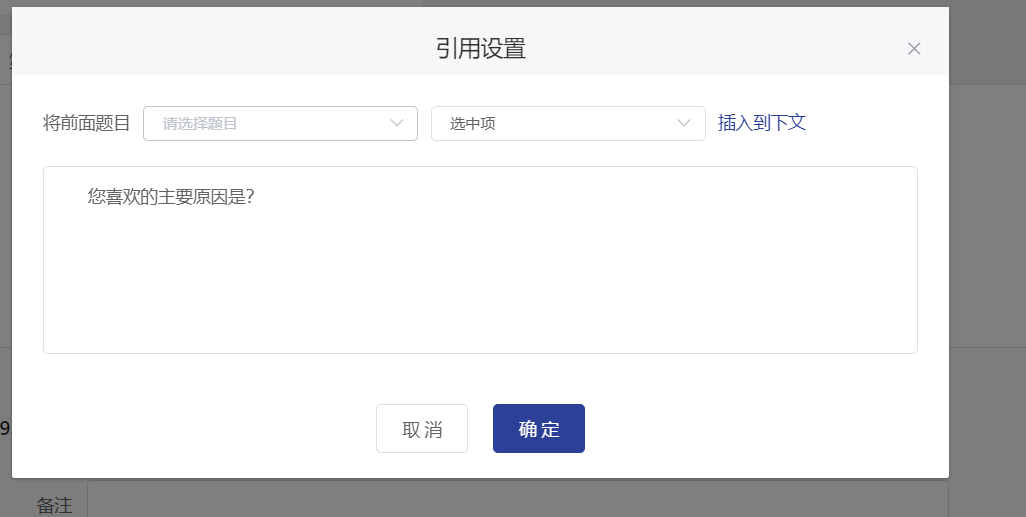 引用设置
将前面题目 请选择题目 选中项 插入到下文
您喜欢的主要原因是?
取消 确定
9
备注